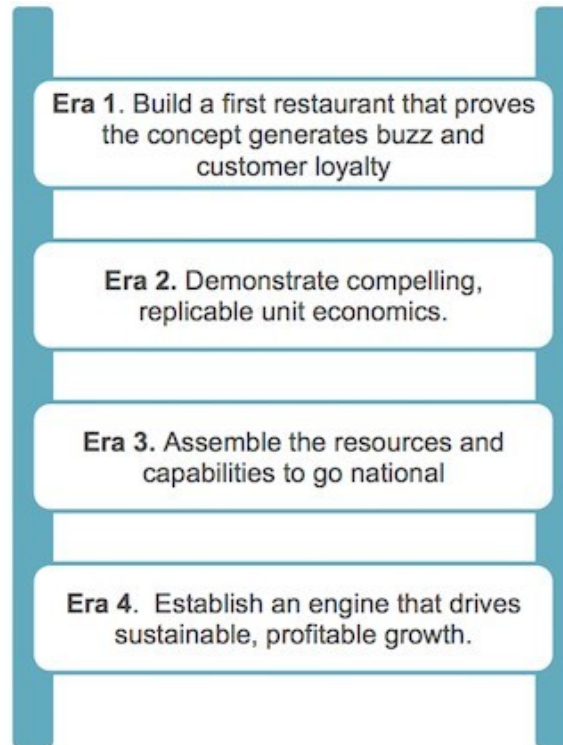 Era 1. Build a first restaurant that proves
the concept generates buzz and
customer loyalty
Era 2. Demonstrate compelling,
replicable unit economics.
Era 3. Assemble the resources and
capabilities to go national
Era 4.  Establish an engine that drives
sustainable, profitable growth.